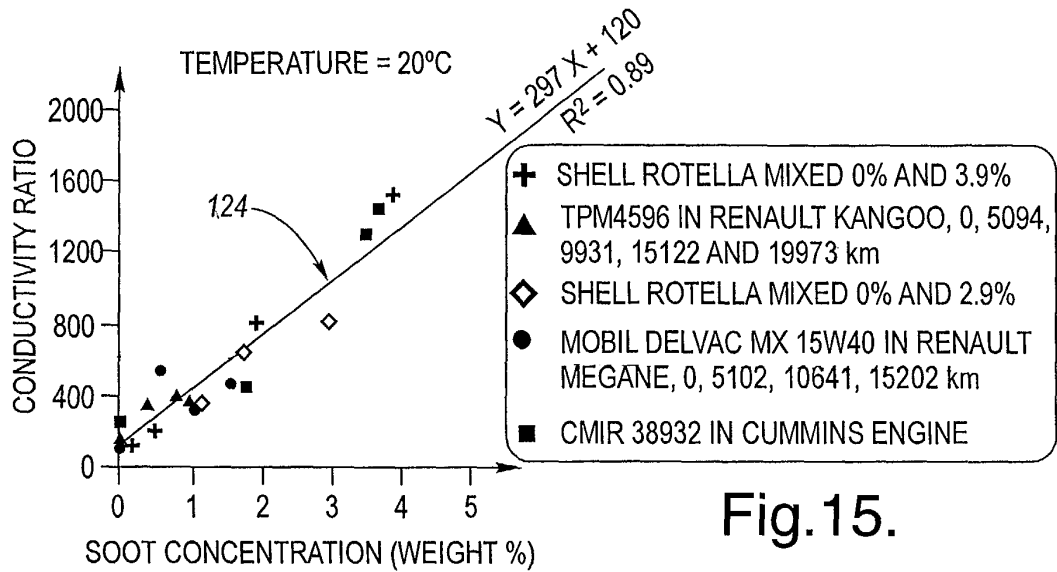 TEMPERATURE = 20ºC
Y = 297 X + 120
R² = 0.89
CONDUCTIVITY RATIO
2000
1600
1200
800
400
0
124
0 1 2 3 4 5
SOOT CONCENTRATION (WEIGHT %)
SHELL ROTELLA MIXED 0% AND 3.9%
TPM4596 IN RENAULT KANGOO, 0, 5094,
9931, 15122 AND 19973 km
SHELL ROTELLA MIXED 0% AND 2.9%
MOBIL DELVAC MX 15W40 IN RENAULT
MEGANE, 0, 5102, 10641, 15202 km
CMIR 38932 IN CUMMINS ENGINE
Fig.15.